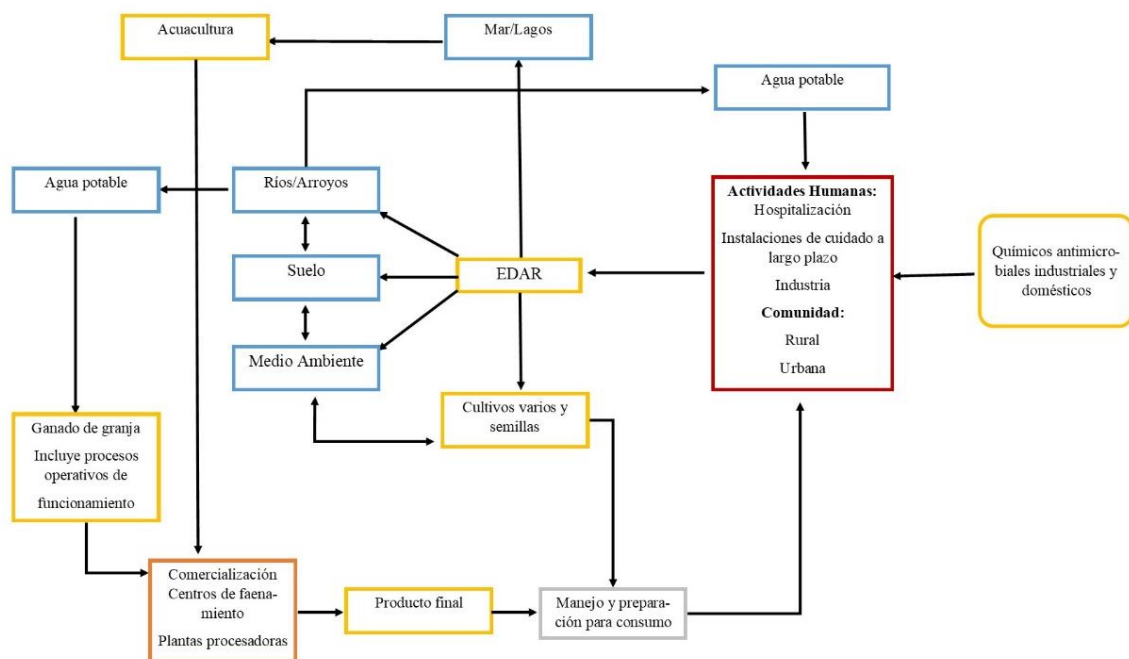 Acuacultura
Mar/Lagos
Agua potable
Agua potable
Ríos/Arroyos
Actividades Humanas:
Hospitalización
Instalaciones de cuidado a
largo plazo
Industria
Comunidad:
Rural
Urbana
Químicos antimicro-
biales industriales y
domésticos
Suelo
EDAR
Medio Ambiente
Cultivos varios y
semillas
Ganado de granja
Incluye procesos
operativos de
funcionamiento
Comercialización
Centros de faena-
miento
Plantas procesadoras
Producto final
Manejo y prepara-
ción para consumo